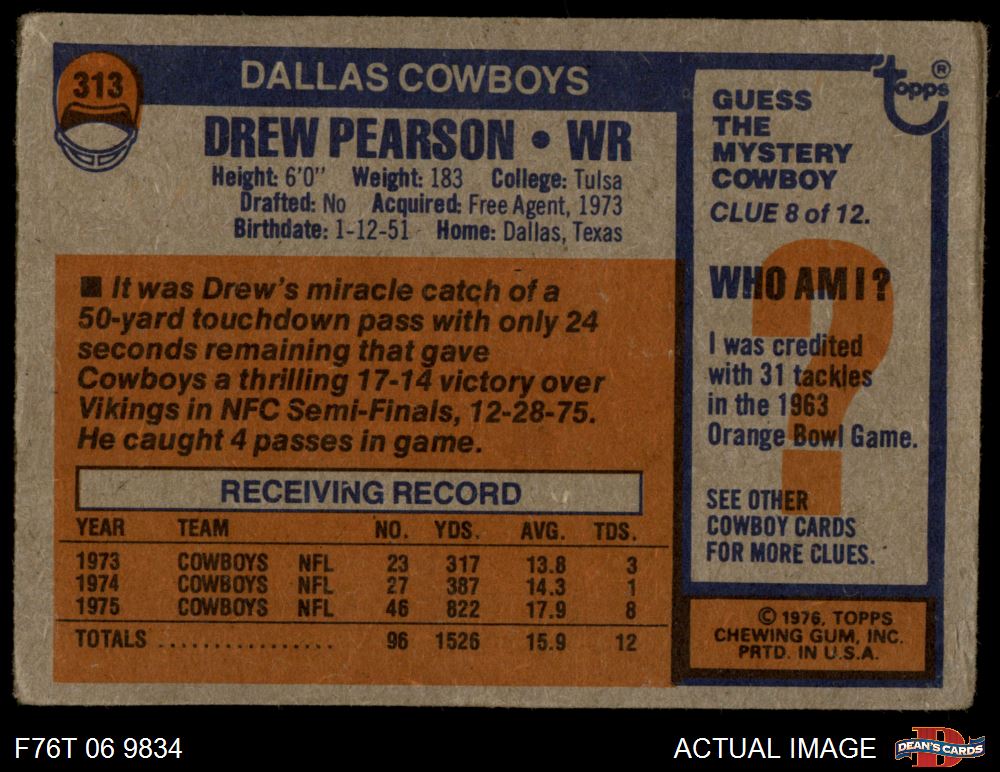 313
DALLAS COWBOYS
DREW PEARSON • WR
Height: 6'0" Weight: 183 College: Tulsa
Drafted: No Acquired: Free Agent, 1973
Birthdate: 1-12-51 Home: Dallas, Texas
■ It was Drew's miracle catch of a
50-yard touchdown pass with only 24
seconds remaining that gave
Cowboys a thrilling 17-14 victory over
Vikings in NFC Semi-Finals, 12-28-75.
He caught 4 passes in game.
RECEIVING RECORD
YEAR TEAM NO. YDS. AVG. TDS.
1973 COWBOYS NFL 23 317 13.8 3
1974 COWBOYS NFL 27 387 14.3 1
1975 COWBOYS NFL 46 822 17.9 8
TOTALS ................ 96 1526 15.9 12
topps ®
GUESS
THE
MYSTERY
COWBOY
CLUE 8 of 12.
WHO AM I?
I was credited
with 31 tackles
in the 1963
Orange Bowl Game.
SEE OTHER
COWBOY CARDS
FOR MORE CLUES.
© 1976, TOPPS
CHEWING GUM, INC.
PRTD. IN U.S.A.
F76T 06 9834
ACTUAL IMAGE
D
DEAN'S CARDS